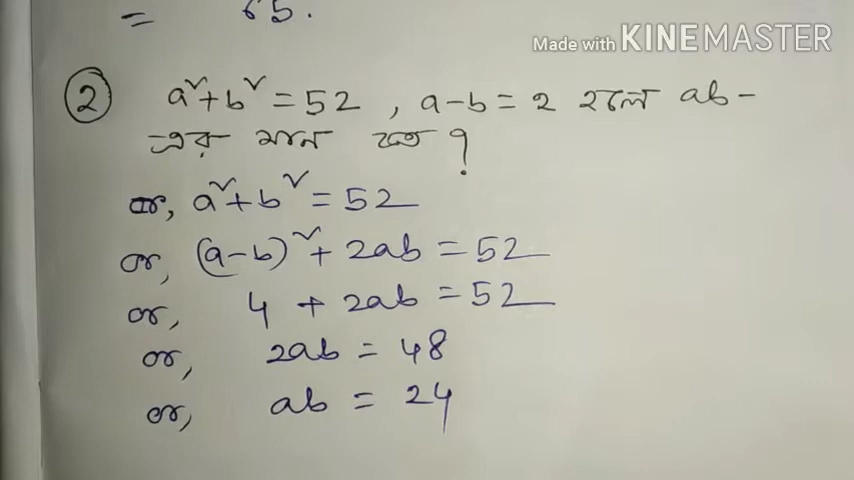 = 65.
Made with KINEMASTER
② a² + b² = 52 , a - b = 2 হলে ab -
এর মান কত ?
or, a² + b² = 52
or, (a - b)² + 2ab = 52
or, 4 + 2ab = 52
or, 2ab = 48
or, ab = 24